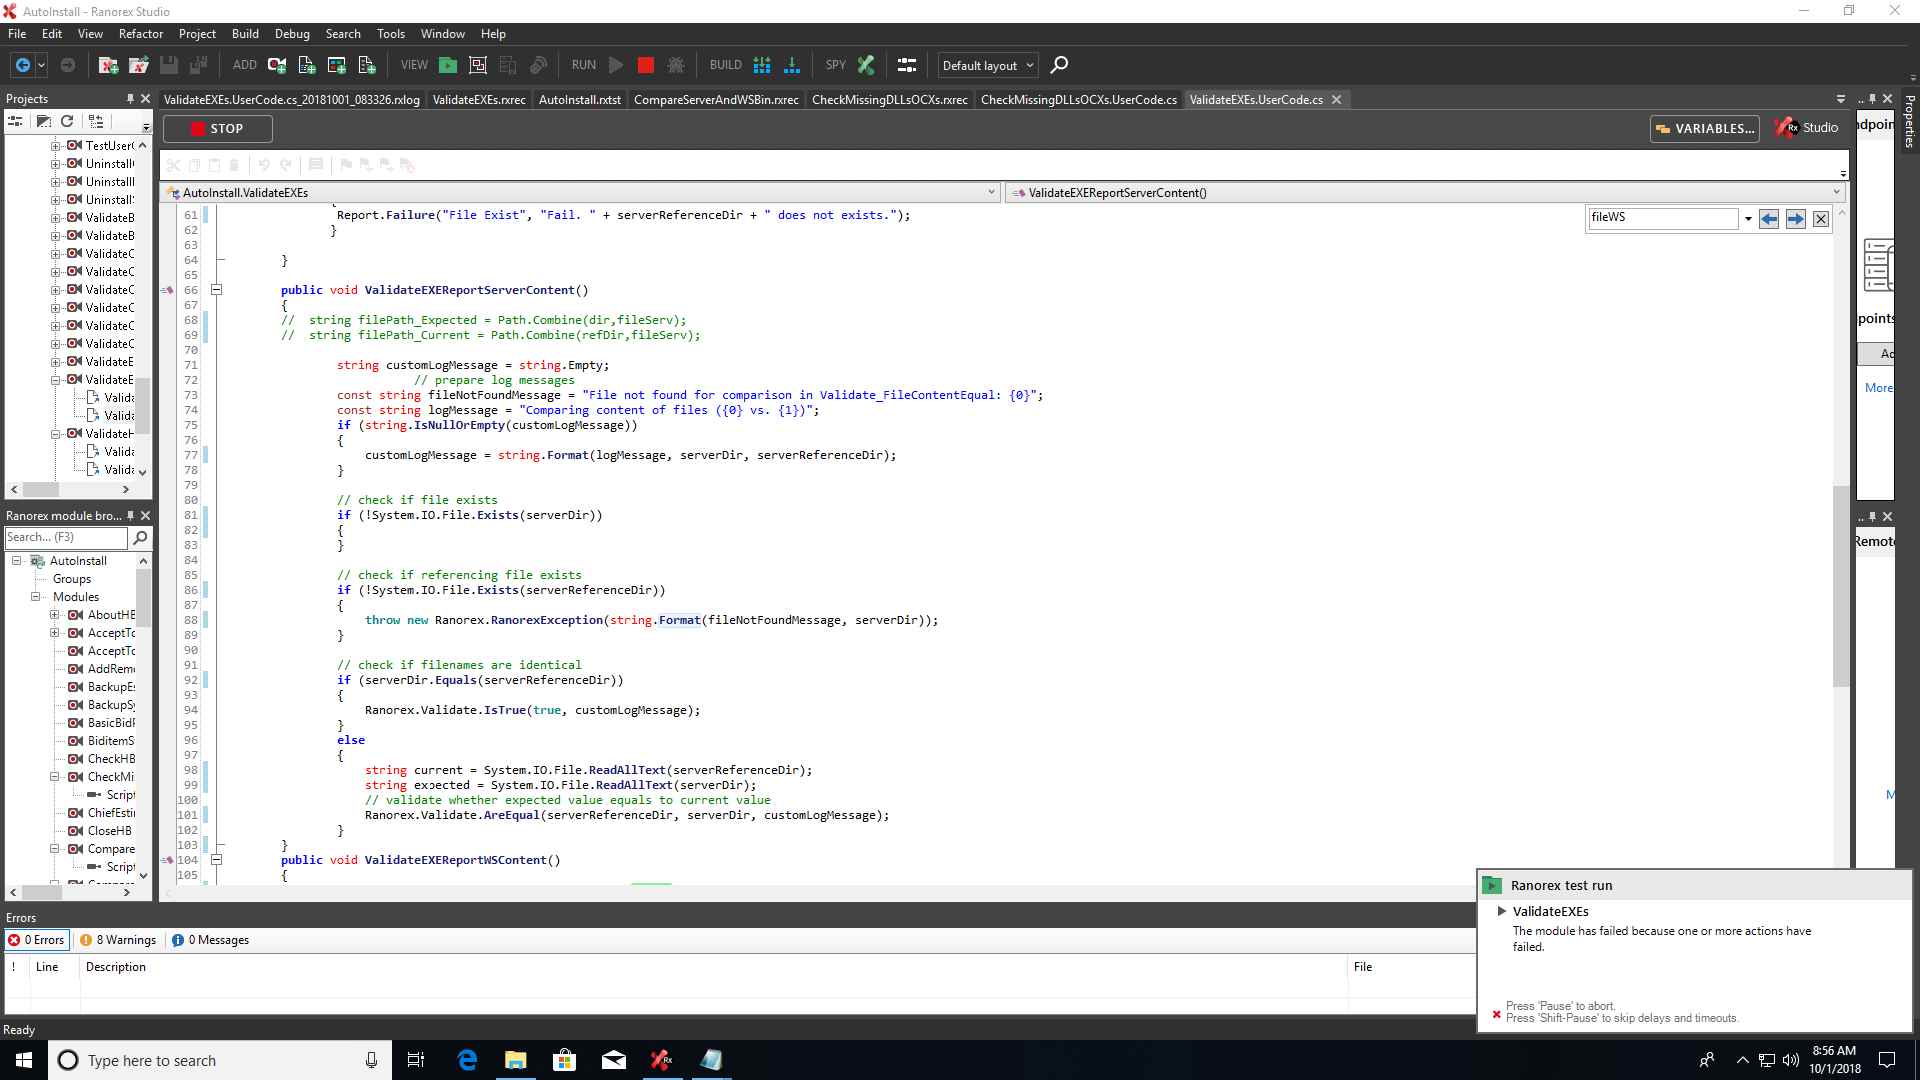 AutoInstall - Ranorex Studio
File Edit View Refactor Project Build Debug Search Tools Window Help
ADD VIEW RUN BUILD SPY Default layout
Projects
ValidateEXEs.UserCode.cs_20181001_083326.rxlog ValidateEXEs.rxrec AutoInstall.rxtst CompareServerAndWSBin.rxrec CheckMissingDLLsOCXs.rxrec CheckMissingDLLsOCXs.UserCode.cs ValidateEXEs.UserCode.cs
Properties
STOP
VARIABLES...
Rx Studio
AutoInstall.ValidateEXEs
ValidateEXEReportServerContent()
fileWS
TestUser
Uninstall
Uninstall
Uninstall
ValidateB
ValidateB
ValidateC
ValidateC
ValidateC
ValidateC
ValidateC
ValidateC
ValidateE
ValidateE
Valida
Valida
ValidateH
Valida
Valida
61 Report.Failure("File Exist", "Fail. " + serverReferenceDir + " does not exists.");
62 }
63
64 }
65
66 public void ValidateEXEReportServerContent()
67 {
68 // string filePath_Expected = Path.Combine(dir,fileServ);
69 // string filePath_Current = Path.Combine(refDir,fileServ);
70
71 string customLogMessage = string.Empty;
72 // prepare log messages
73 const string fileNotFoundMessage = "File not found for comparison in Validate_FileContentEqual: {0}";
74 const string logMessage = "Comparing content of files ({0} vs. {1})";
75 if (string.IsNullOrEmpty(customLogMessage))
76 {
77 customLogMessage = string.Format(logMessage, serverDir, serverReferenceDir);
78 }
79
80 // check if file exists
81 if (!System.IO.File.Exists(serverDir))
82 {
83 }
84
85 // check if referencing file exists
86 if (!System.IO.File.Exists(serverReferenceDir))
87 {
88 throw new Ranorex.RanorexException(string.Format(fileNotFoundMessage, serverDir));
89 }
90
91 // check if filenames are identical
92 if (serverDir.Equals(serverReferenceDir))
93 {
94 Ranorex.Validate.IsTrue(true, customLogMessage);
95 }
96 else
97 {
98 string current = System.IO.File.ReadAllText(serverReferenceDir);
99 string expected = System.IO.File.ReadAllText(serverDir);
100 // validate whether expected value equals to current value
101 Ranorex.Validate.AreEqual(serverReferenceDir, serverDir, customLogMessage);
102 }
103 }
104 public void ValidateEXEReportWSContent()
105 {
ndpoin
points
Ad
More
Remote
M
Ranorex module bro...
Search... (F3)
AutoInstall
Groups
Modules
AboutHB
AcceptTo
AcceptTo
AddRem
BackupEs
BackupSy
BasicBidF
BiditemS
CheckHB
CheckMi
Script
ChiefEsti
CloseHB
Compare
Script
Errors
0 Errors 8 Warnings 0 Messages
! Line Description File
Ranorex test run
ValidateEXEs
The module has failed because one or more actions have
failed.
Press 'Pause' to abort.
Press 'Shift-Pause' to skip delays and timeouts.
Ready
Type here to search
8:56 AM
10/1/2018